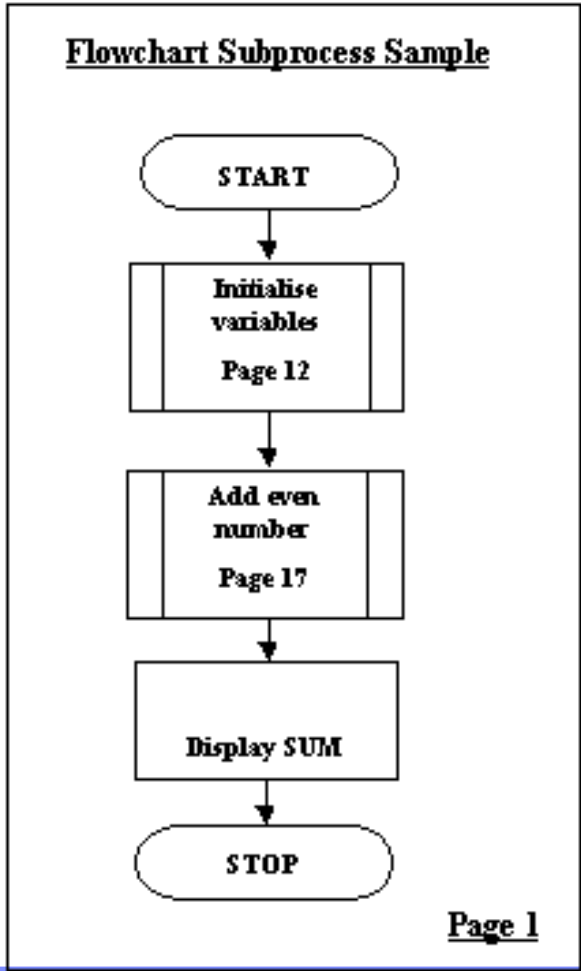 Flowchart Subprocess Sample
START
Initialise
variables
Page 12
Add even
number
Page 17
Display SUM
STOP
Page 1